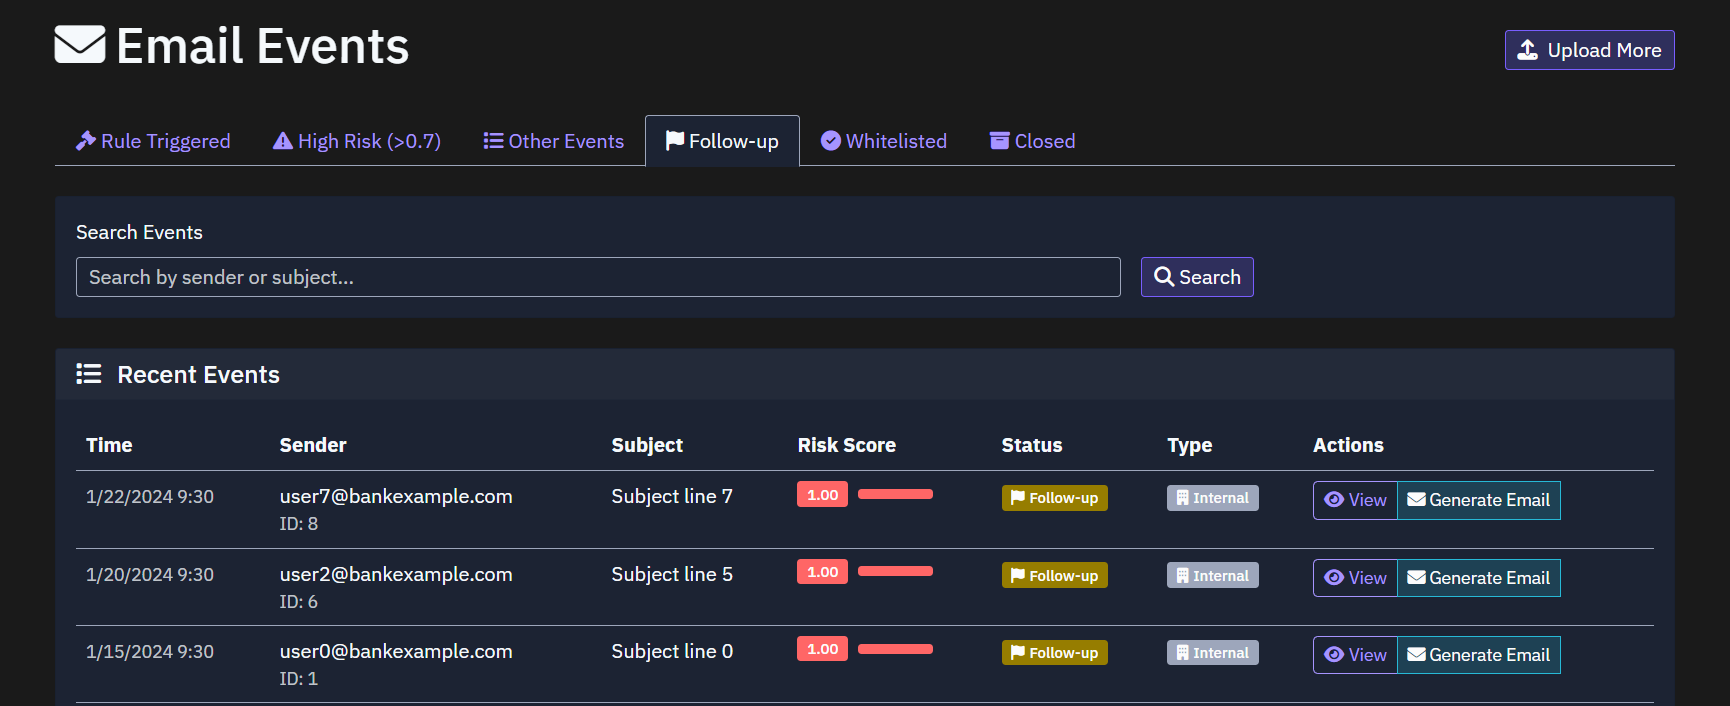 Email Events
Upload More
Rule Triggered High Risk (>0.7) Other Events Follow-up Whitelisted Closed
Search Events
Search by sender or subject...
Search
Recent Events
Time Sender Subject Risk Score Status Type Actions
1/22/2024 9:30 user7@bankexample.com Subject line 7 1.00 Follow-up Internal View Generate Email
ID: 8
1/20/2024 9:30 user2@bankexample.com Subject line 5 1.00 Follow-up Internal View Generate Email
ID: 6
1/15/2024 9:30 user0@bankexample.com Subject line 0 1.00 Follow-up Internal View Generate Email
ID: 1